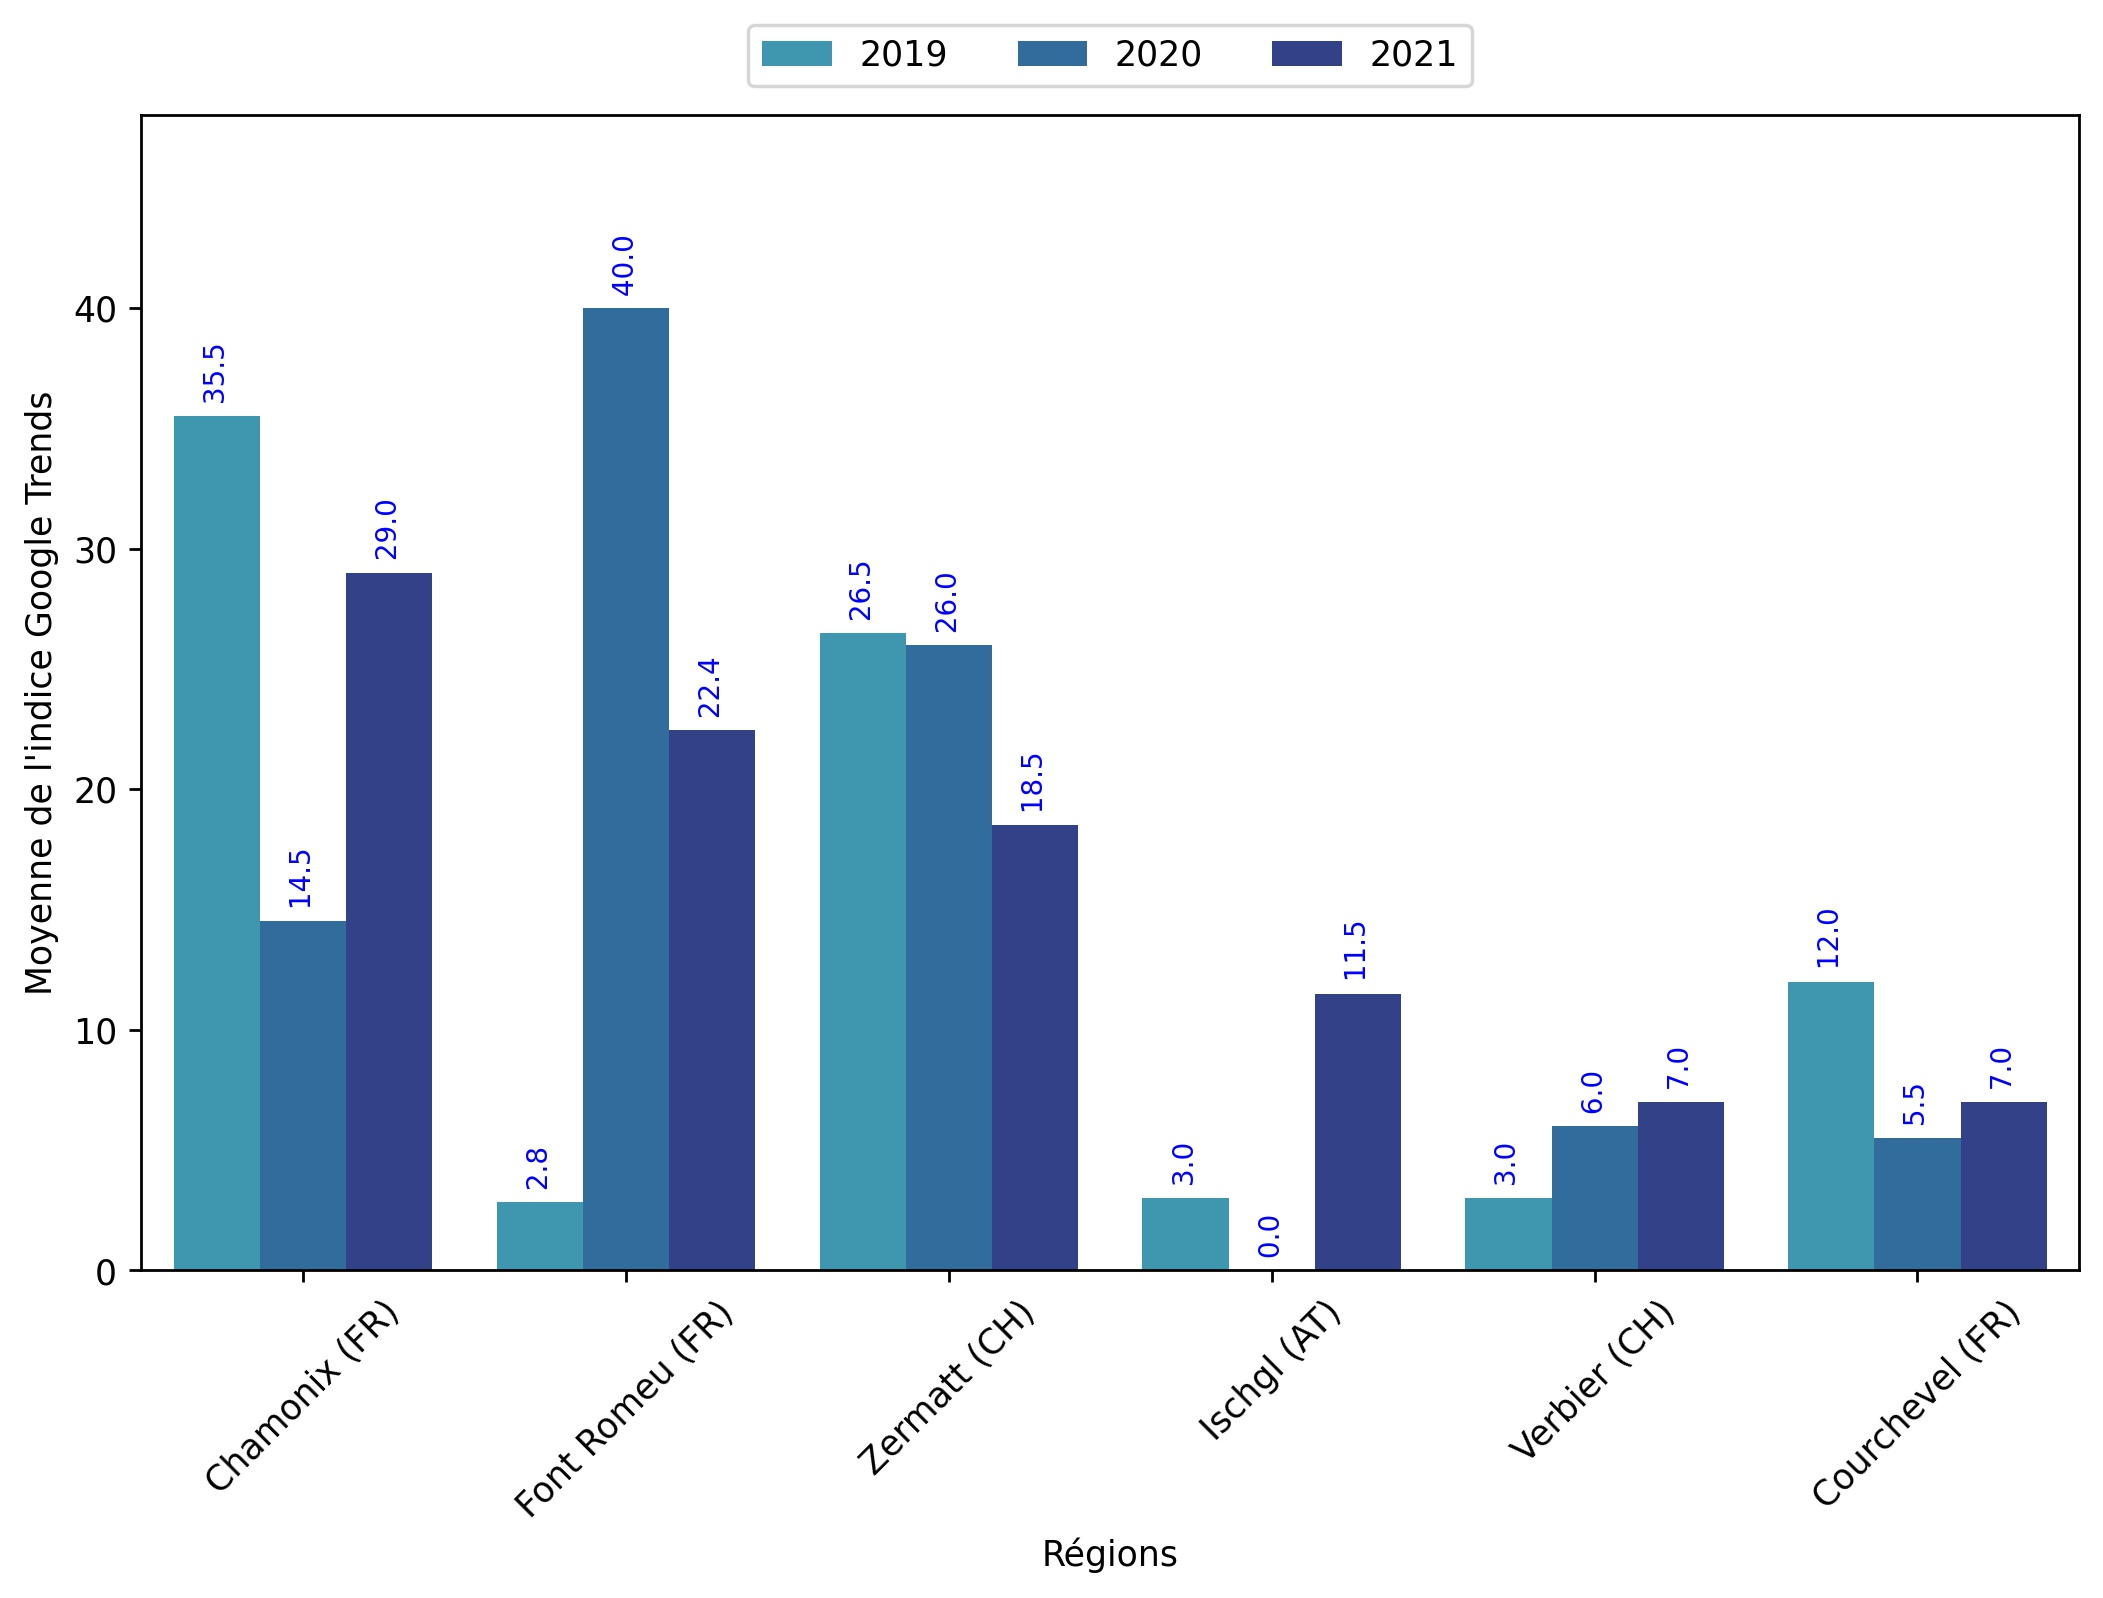 2019 2020 2021
Moyenne de l'indice Google Trends
40
30
20
10
0
35.5 14.5 29.0
2.8 40.0 22.4
26.5 26.0 18.5
3.0 0.0 11.5
3.0 6.0 7.0
12.0 5.5 7.0
Chamonix (FR)
Font Romeu (FR)
Zermatt (CH)
Ischgl (AT)
Verbier (CH)
Courchevel (FR)
Régions